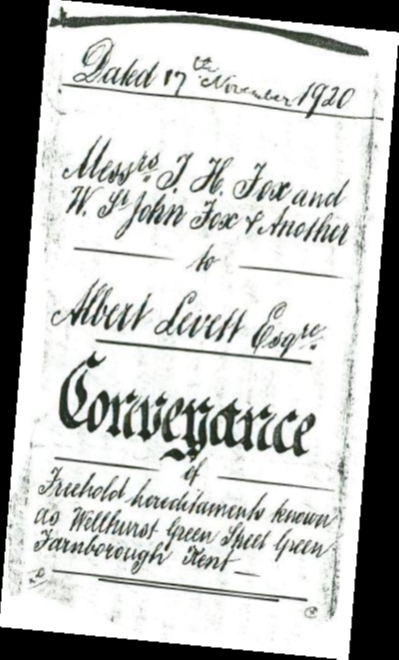 Dated 17th November 1920
Messrs. J. H. Fox and
W. St John Fox & Another
to
Albert Levett Esqre.
Conveyance
of
Freehold hereditaments known
as Wellhurst Green Street Green
Farnborough Kent